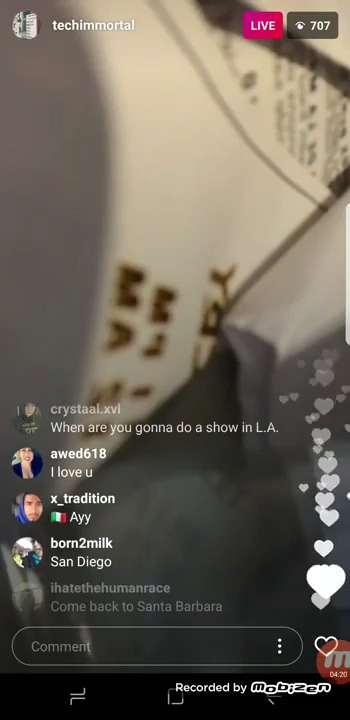 techimmortal
LIVE
707
crystaal.xvl
When are you gonna do a show in L.A.
awed618
I love u
x_tradition
🇮🇹 Ayy
born2milk
San Diego
ihatethehumanrace
Come back to Santa Barbara
Comment
04:20
Recorded by Mobizen